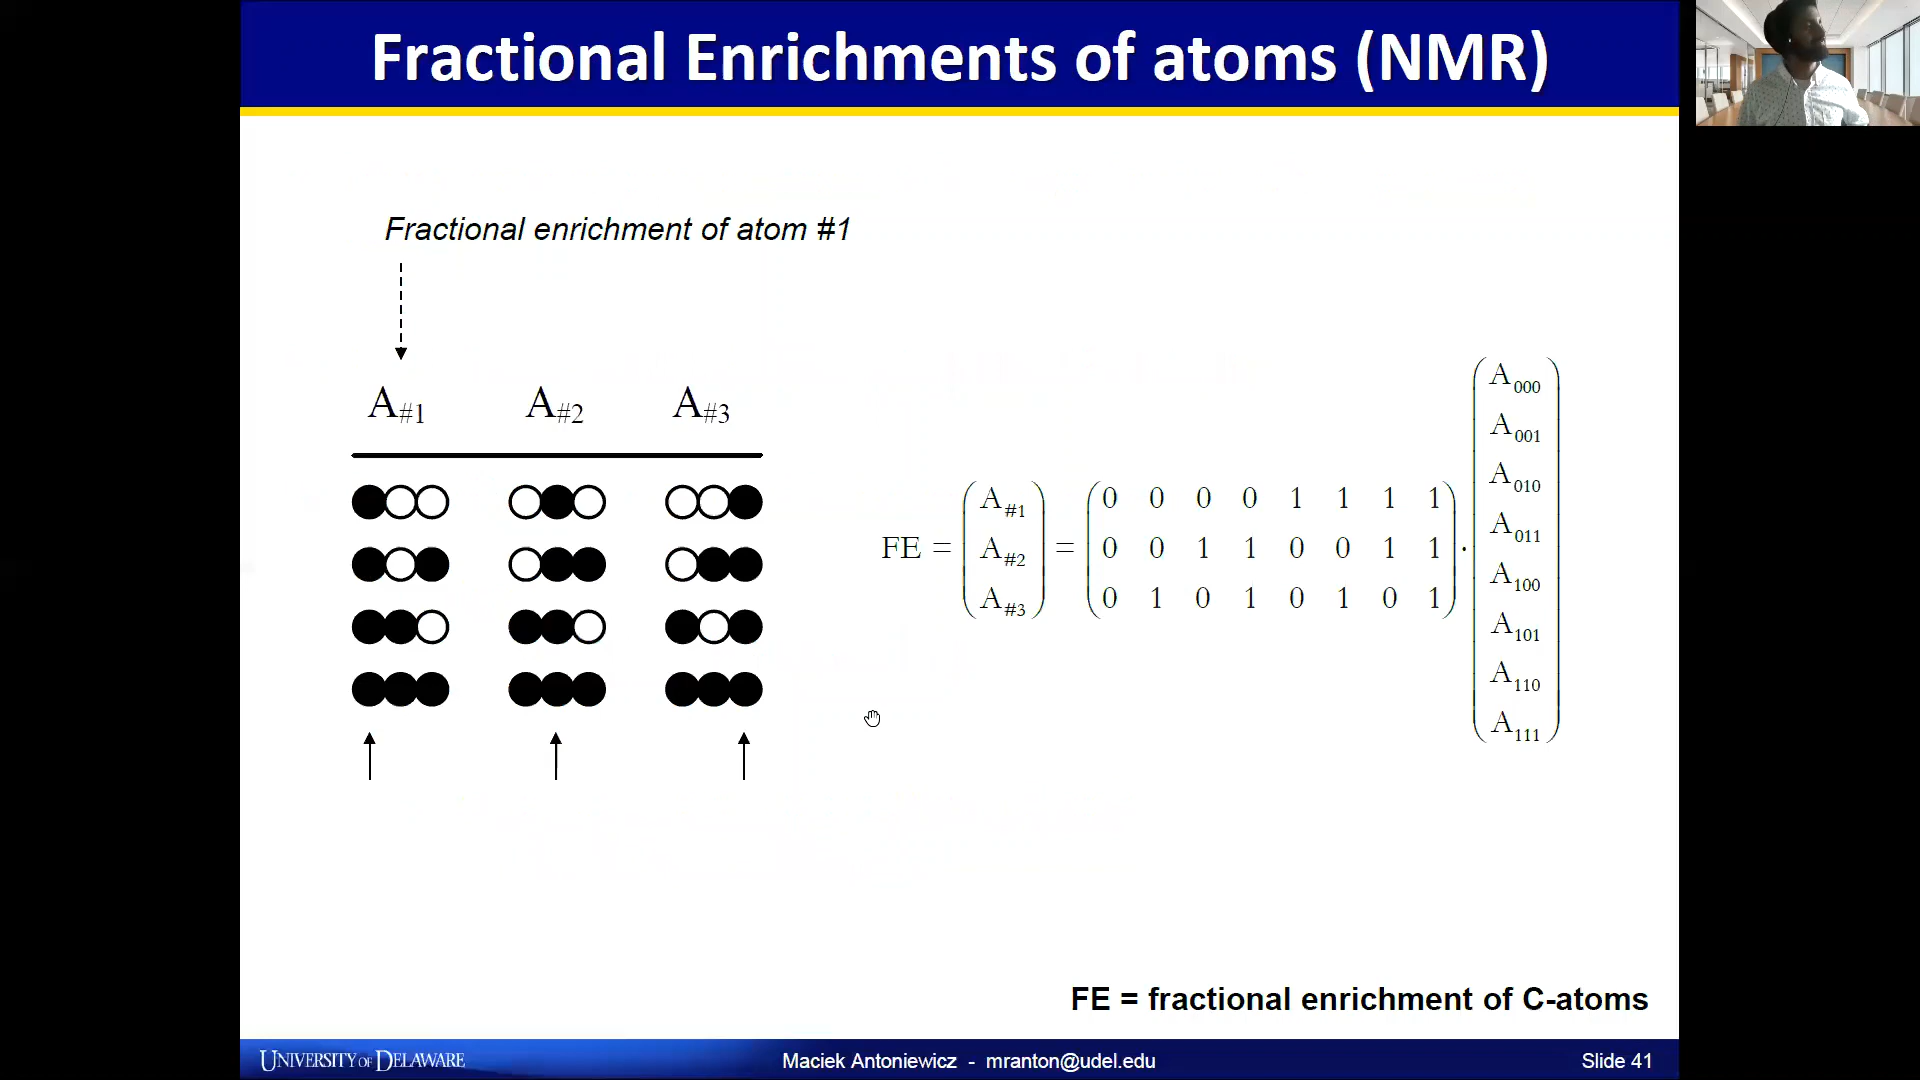 Fractional Enrichments of atoms (NMR)
Fractional enrichment of atom #1
A#1 A#2 A#3
FE = ( A#1 A#2 A#3 ) = ( 0 0 0 0 1 1 1 1
0 0 1 1 0 0 1 1
0 1 0 1 0 1 0 1 ) ·
A000
A001
A010
A011
A100
A101
A110
A111
FE = fractional enrichment of C-atoms
UNIVERSITY OF DELAWARE
Maciek Antoniewicz - mranton@udel.edu
Slide 41